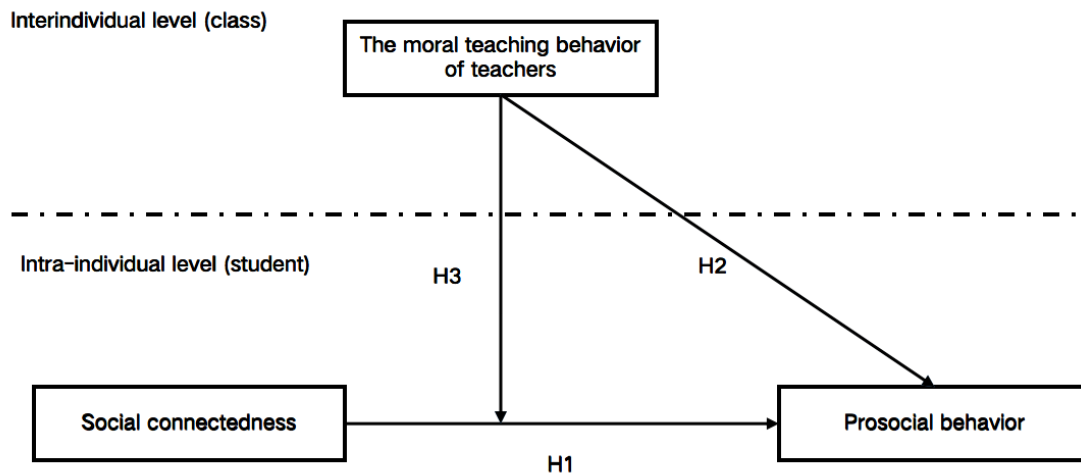 Interindividual level (class)
The moral teaching behavior
of teachers
Intra-individual level (student)
H3
H2
Social connectedness
Prosocial behavior
H1